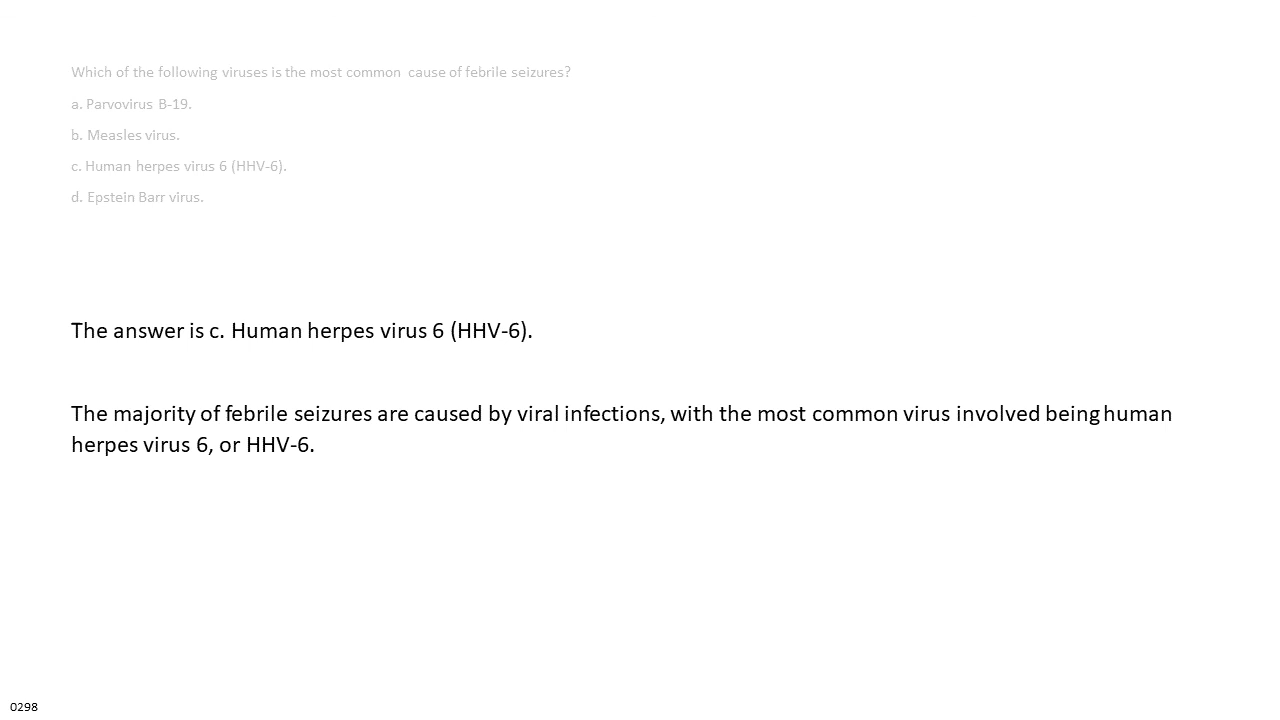 Which of the following viruses is the most common cause of febrile seizures?
a. Parvovirus B-19.
b. Measles virus.
c. Human herpes virus 6 (HHV-6).
d. Epstein Barr virus.
The answer is c. Human herpes virus 6 (HHV-6).
The majority of febrile seizures are caused by viral infections, with the most common virus involved being human
herpes virus 6, or HHV-6.
0298